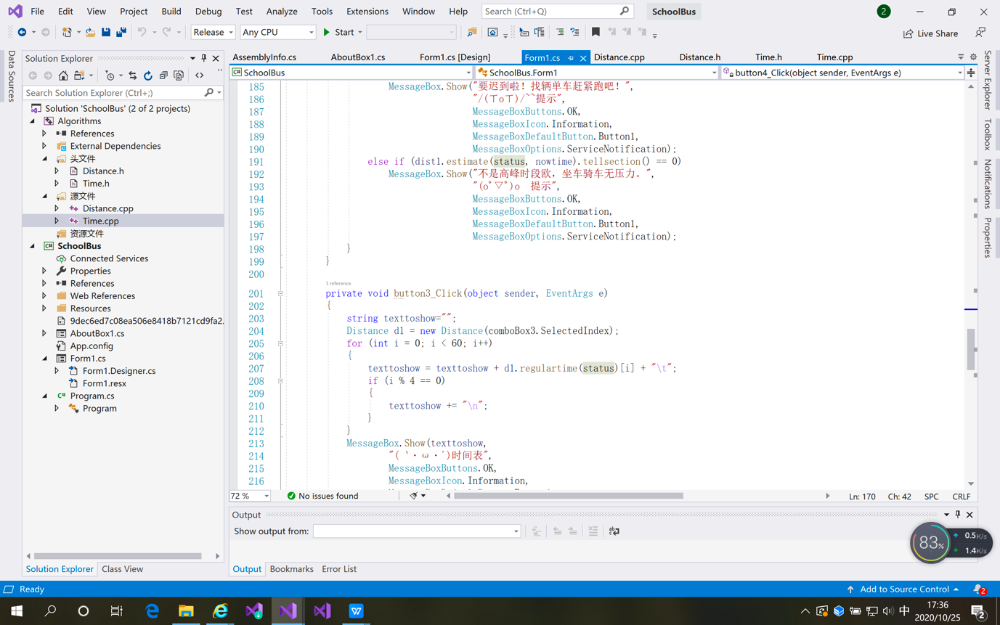 File Edit View Project Build Debug Test Analyze Tools Extensions Window Help Search (Ctrl+Q) SchoolBus 2
Release Any CPU Start Live Share
Data Sources
Solution Explorer
Search Solution Explorer (Ctrl+;)
Solution 'SchoolBus' (2 of 2 projects)
Algorithms
References
External Dependencies
头文件
Distance.h
Time.h
源文件
Distance.cpp
Time.cpp
资源文件
SchoolBus
Connected Services
Properties
References
Web References
Resources
9dec6ed7c08ea506e8418b7121cd9fa2.
AboutBox1.cs
App.config
Form1.cs
Form1.Designer.cs
Form1.resx
Program.cs
Program
Solution Explorer Class View
AssemblyInfo.cs AboutBox1.cs Form1.cs [Design] Form1.cs Distance.cpp Distance.h Time.h Time.cpp
SchoolBus SchoolBus.Form1 button4_Click(object sender, EventArgs e)
185 MessageBox.Show("要迟到啦！找辆单车赶紧跑吧！",
186 "/(ㄒoㄒ)/~~提示",
187 MessageBoxButtons.OK,
188 MessageBoxIcon.Information,
189 MessageBoxDefaultButton.Button1,
190 MessageBoxOptions.ServiceNotification);
191 else if (dist1.estimate(status, nowtime).tellsection() == 0)
192 MessageBox.Show("不是高峰时段欧，坐车骑车无压力。",
193 "(oﾟ▽ﾟ)o  提示",
194 MessageBoxButtons.OK,
195 MessageBoxIcon.Information,
196 MessageBoxDefaultButton.Button1,
197 MessageBoxOptions.ServiceNotification);
198 }
199 }
200
1 reference
201 private void button3_Click(object sender, EventArgs e)
202 {
203 string texttoshow="";
204 Distance d1 = new Distance(comboBox3.SelectedIndex);
205 for (int i = 0; i < 60; i++)
206 {
207 texttoshow = texttoshow + d1.regulartime(status)[i] + "\t";
208 if (i % 4 == 0)
209 {
210 texttoshow += "\n";
211 }
212 }
213 MessageBox.Show(texttoshow,
214 "( ‵・ω・′)时间表",
215 MessageBoxButtons.OK,
216 MessageBoxIcon.Information,
72 % No issues found Ln: 170 Ch: 42 SPC CRLF
Output
Show output from:
Output Bookmarks Error List
Server Explorer
Toolbox
Notifications
Properties
83% 0.5K/s
1.4K/s
Ready Add to Source Control 2
中 17:36
2020/10/25 2